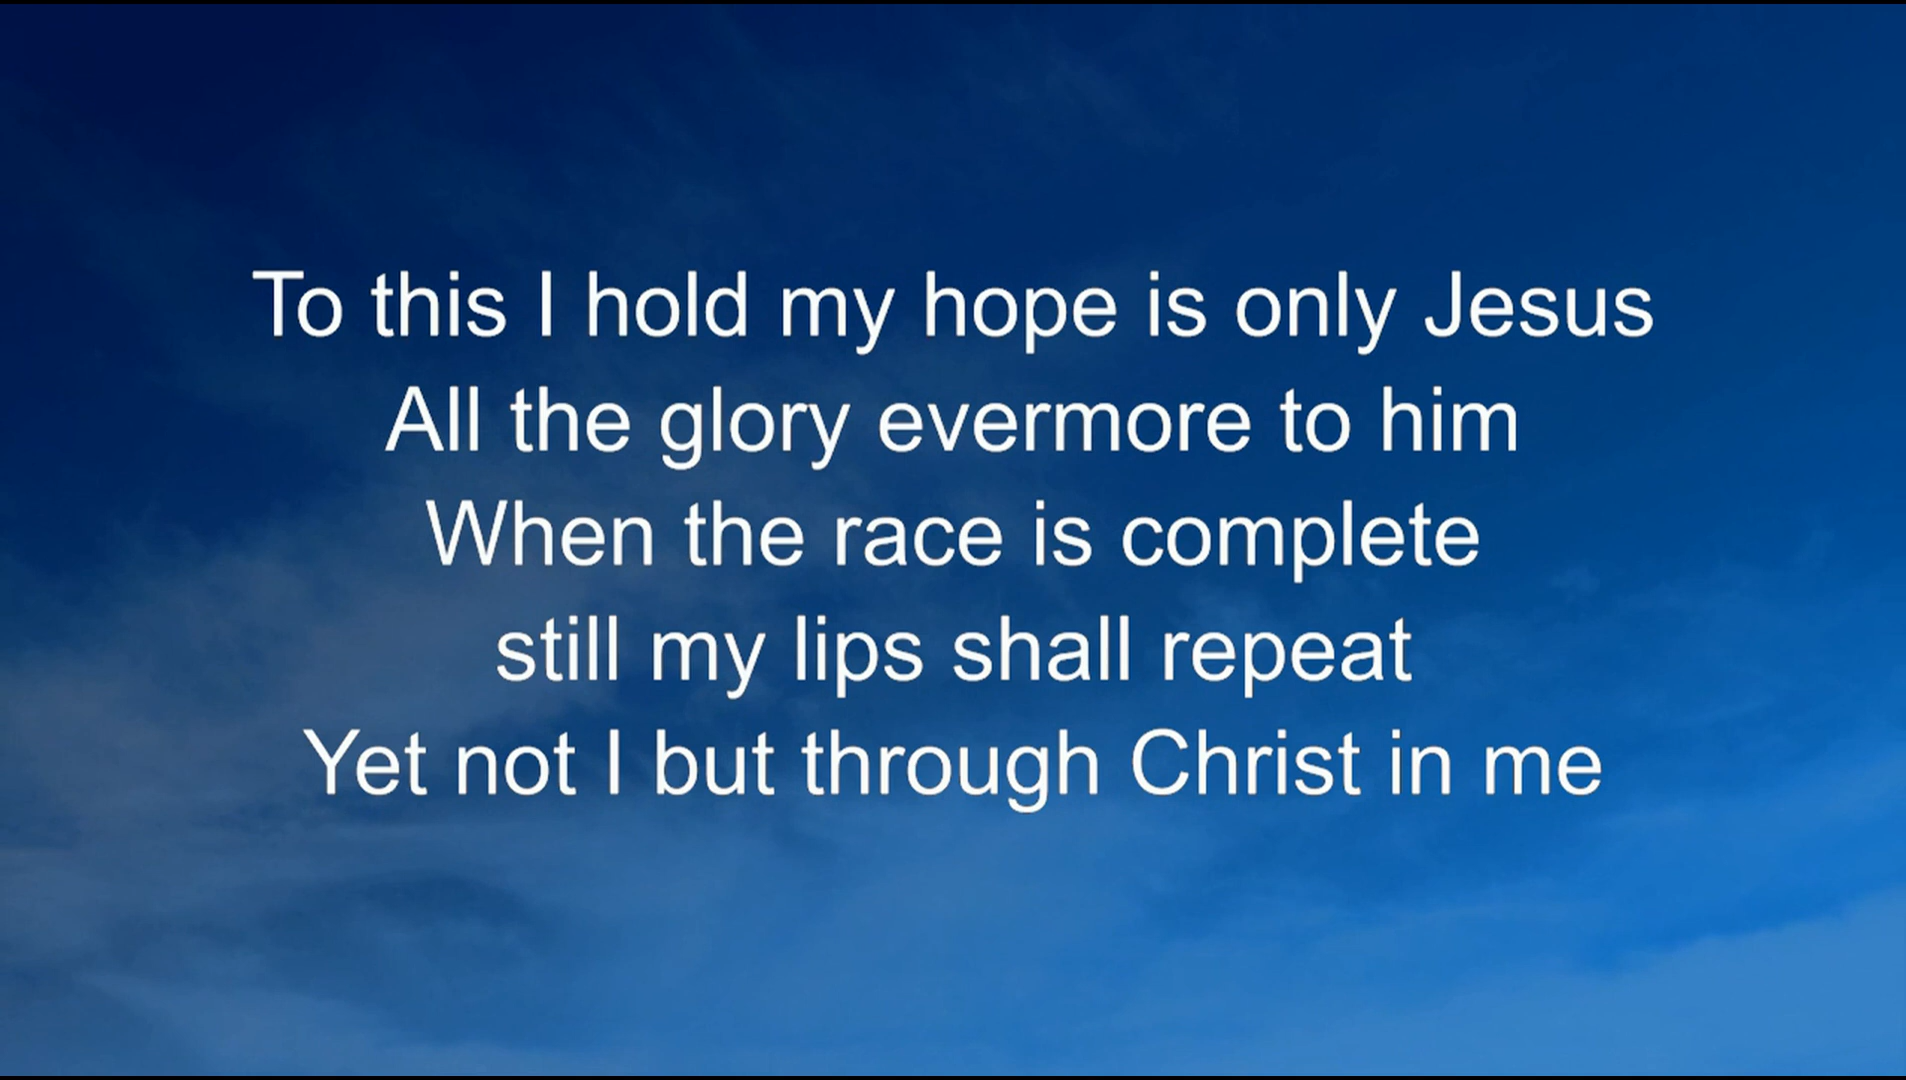 To this I hold my hope is only Jesus
All the glory evermore to him
When the race is complete
still my lips shall repeat
Yet not I but through Christ in me